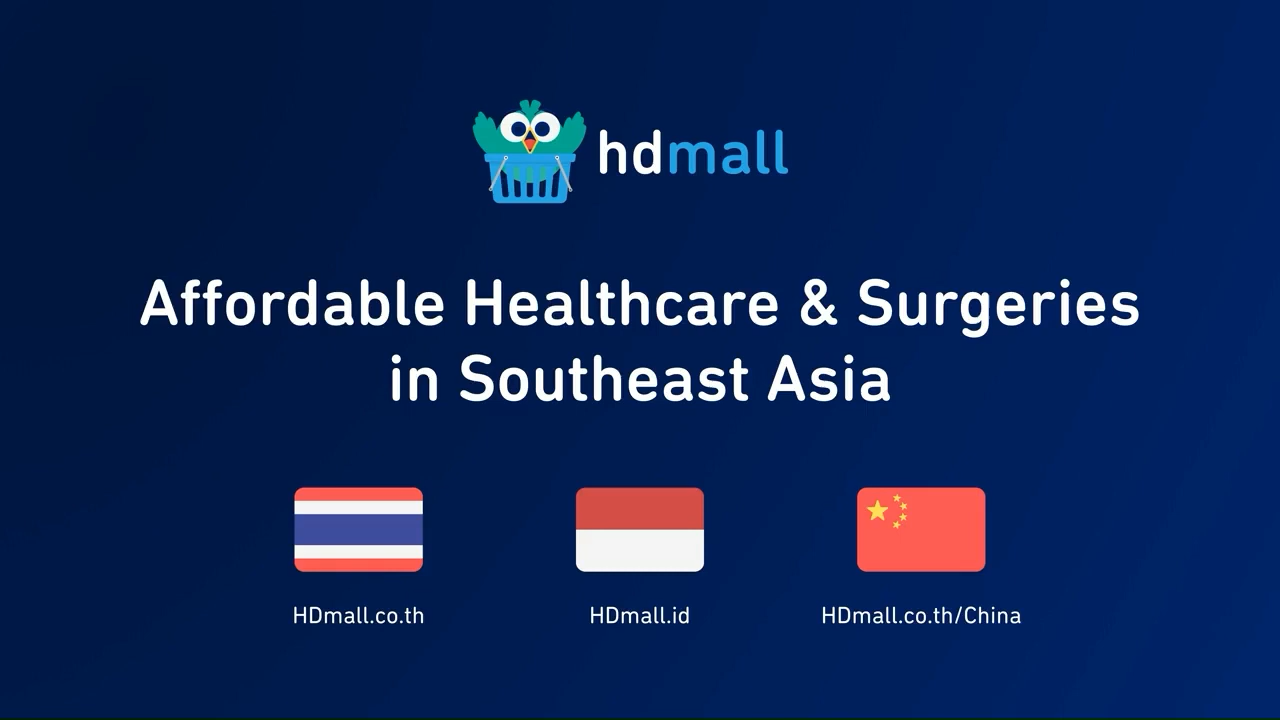 hdmall
Affordable Healthcare & Surgeries
in Southeast Asia
HDmall.co.th
HDmall.id
HDmall.co.th/China